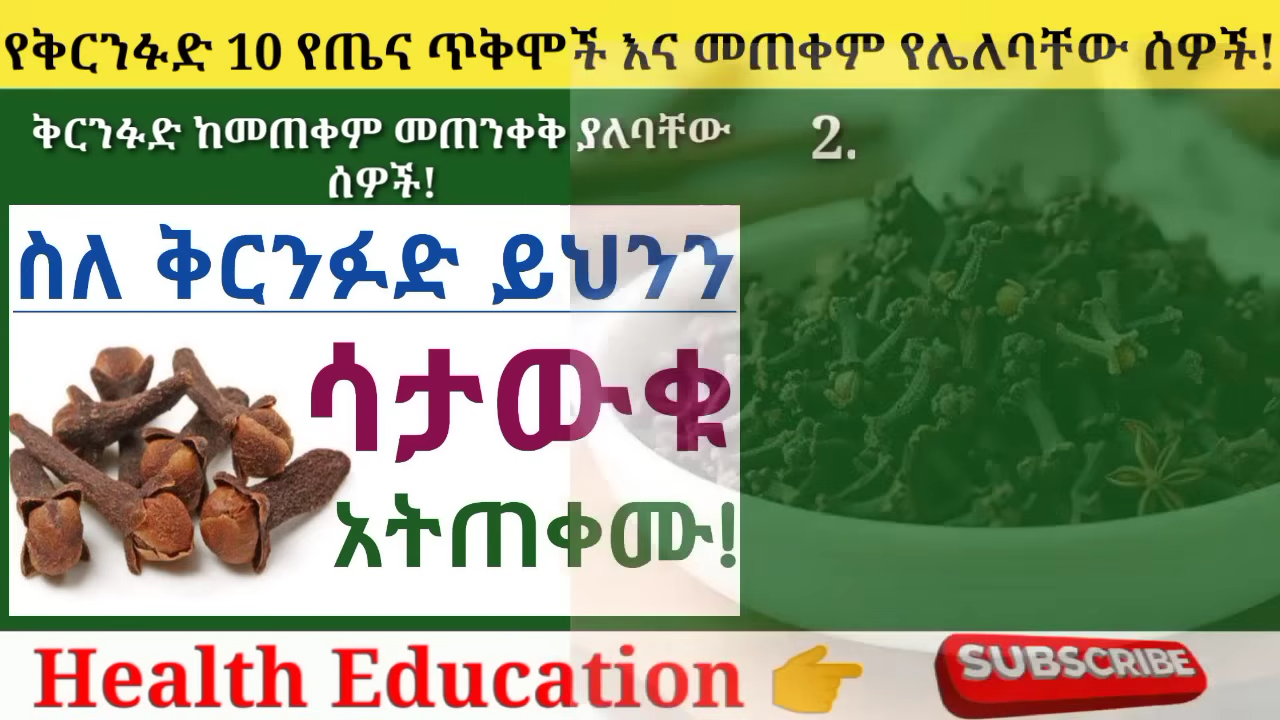 የቅርንፉድ 10 የጤና ጥቅሞች እና መጠቀም የሌለባቸው ሰዎች!
ቅርንፉድ ከመጠቀም መጠንቀቅ ያለባቸው
ሰዎች!
2.
ስለ ቅርንፉድ ይህንን
ሳታውቁ
አትጠቀሙ!
Health Education
SUBSCRIBE